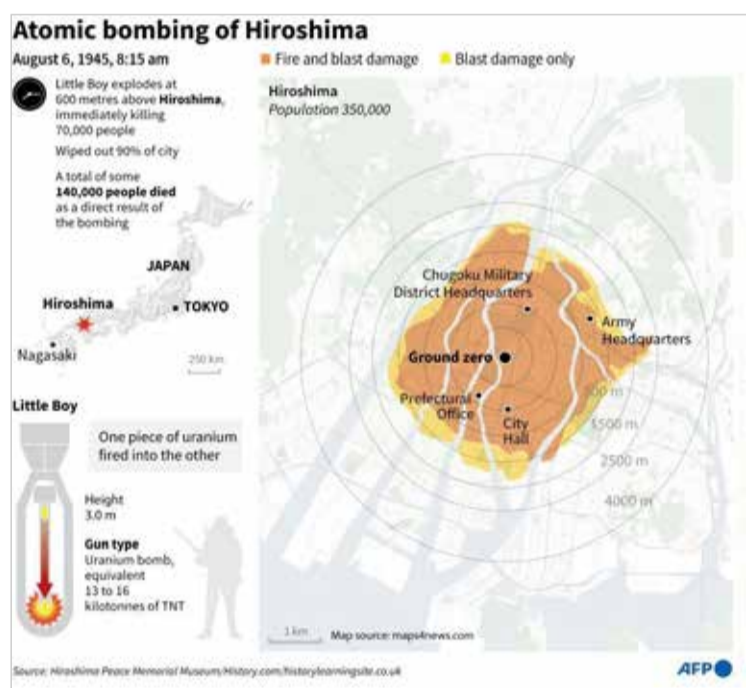 Atomic bombing of Hiroshima
August 6, 1945, 8:15 am
Fire and blast damage
Blast damage only
Little Boy explodes at
600 metres above Hiroshima,
immediately killing
70,000 people
Wiped out 90% of city
A total of some
140,000 people died
as a direct result of
the bombing
JAPAN
Hiroshima
TOKYO
Nagasaki
250 km
Little Boy
One piece of uranium
fired into the other
Height
3.0 m
Gun type
Uranium bomb,
equivalent
13 to 16
kilotonnes of TNT
Hiroshima
Population 350,000
Chugoku Military
District Headquarters
Army
Headquarters
Ground zero
Prefectural
Office
City
Hall
1500 m
2500 m
4000 m
1 km
Map source: maps4news.com
Source: Hiroshima Peace Memorial Museum/History.com/historylearningsite.co.uk
AFP